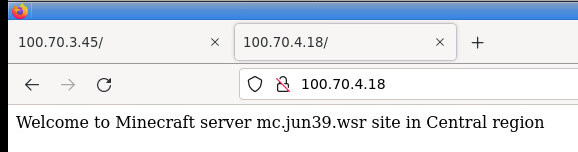 100.70.3.45/ 100.70.4.18/
100.70.4.18
Welcome to Minecraft server mc.jun39.wsr site in Central region